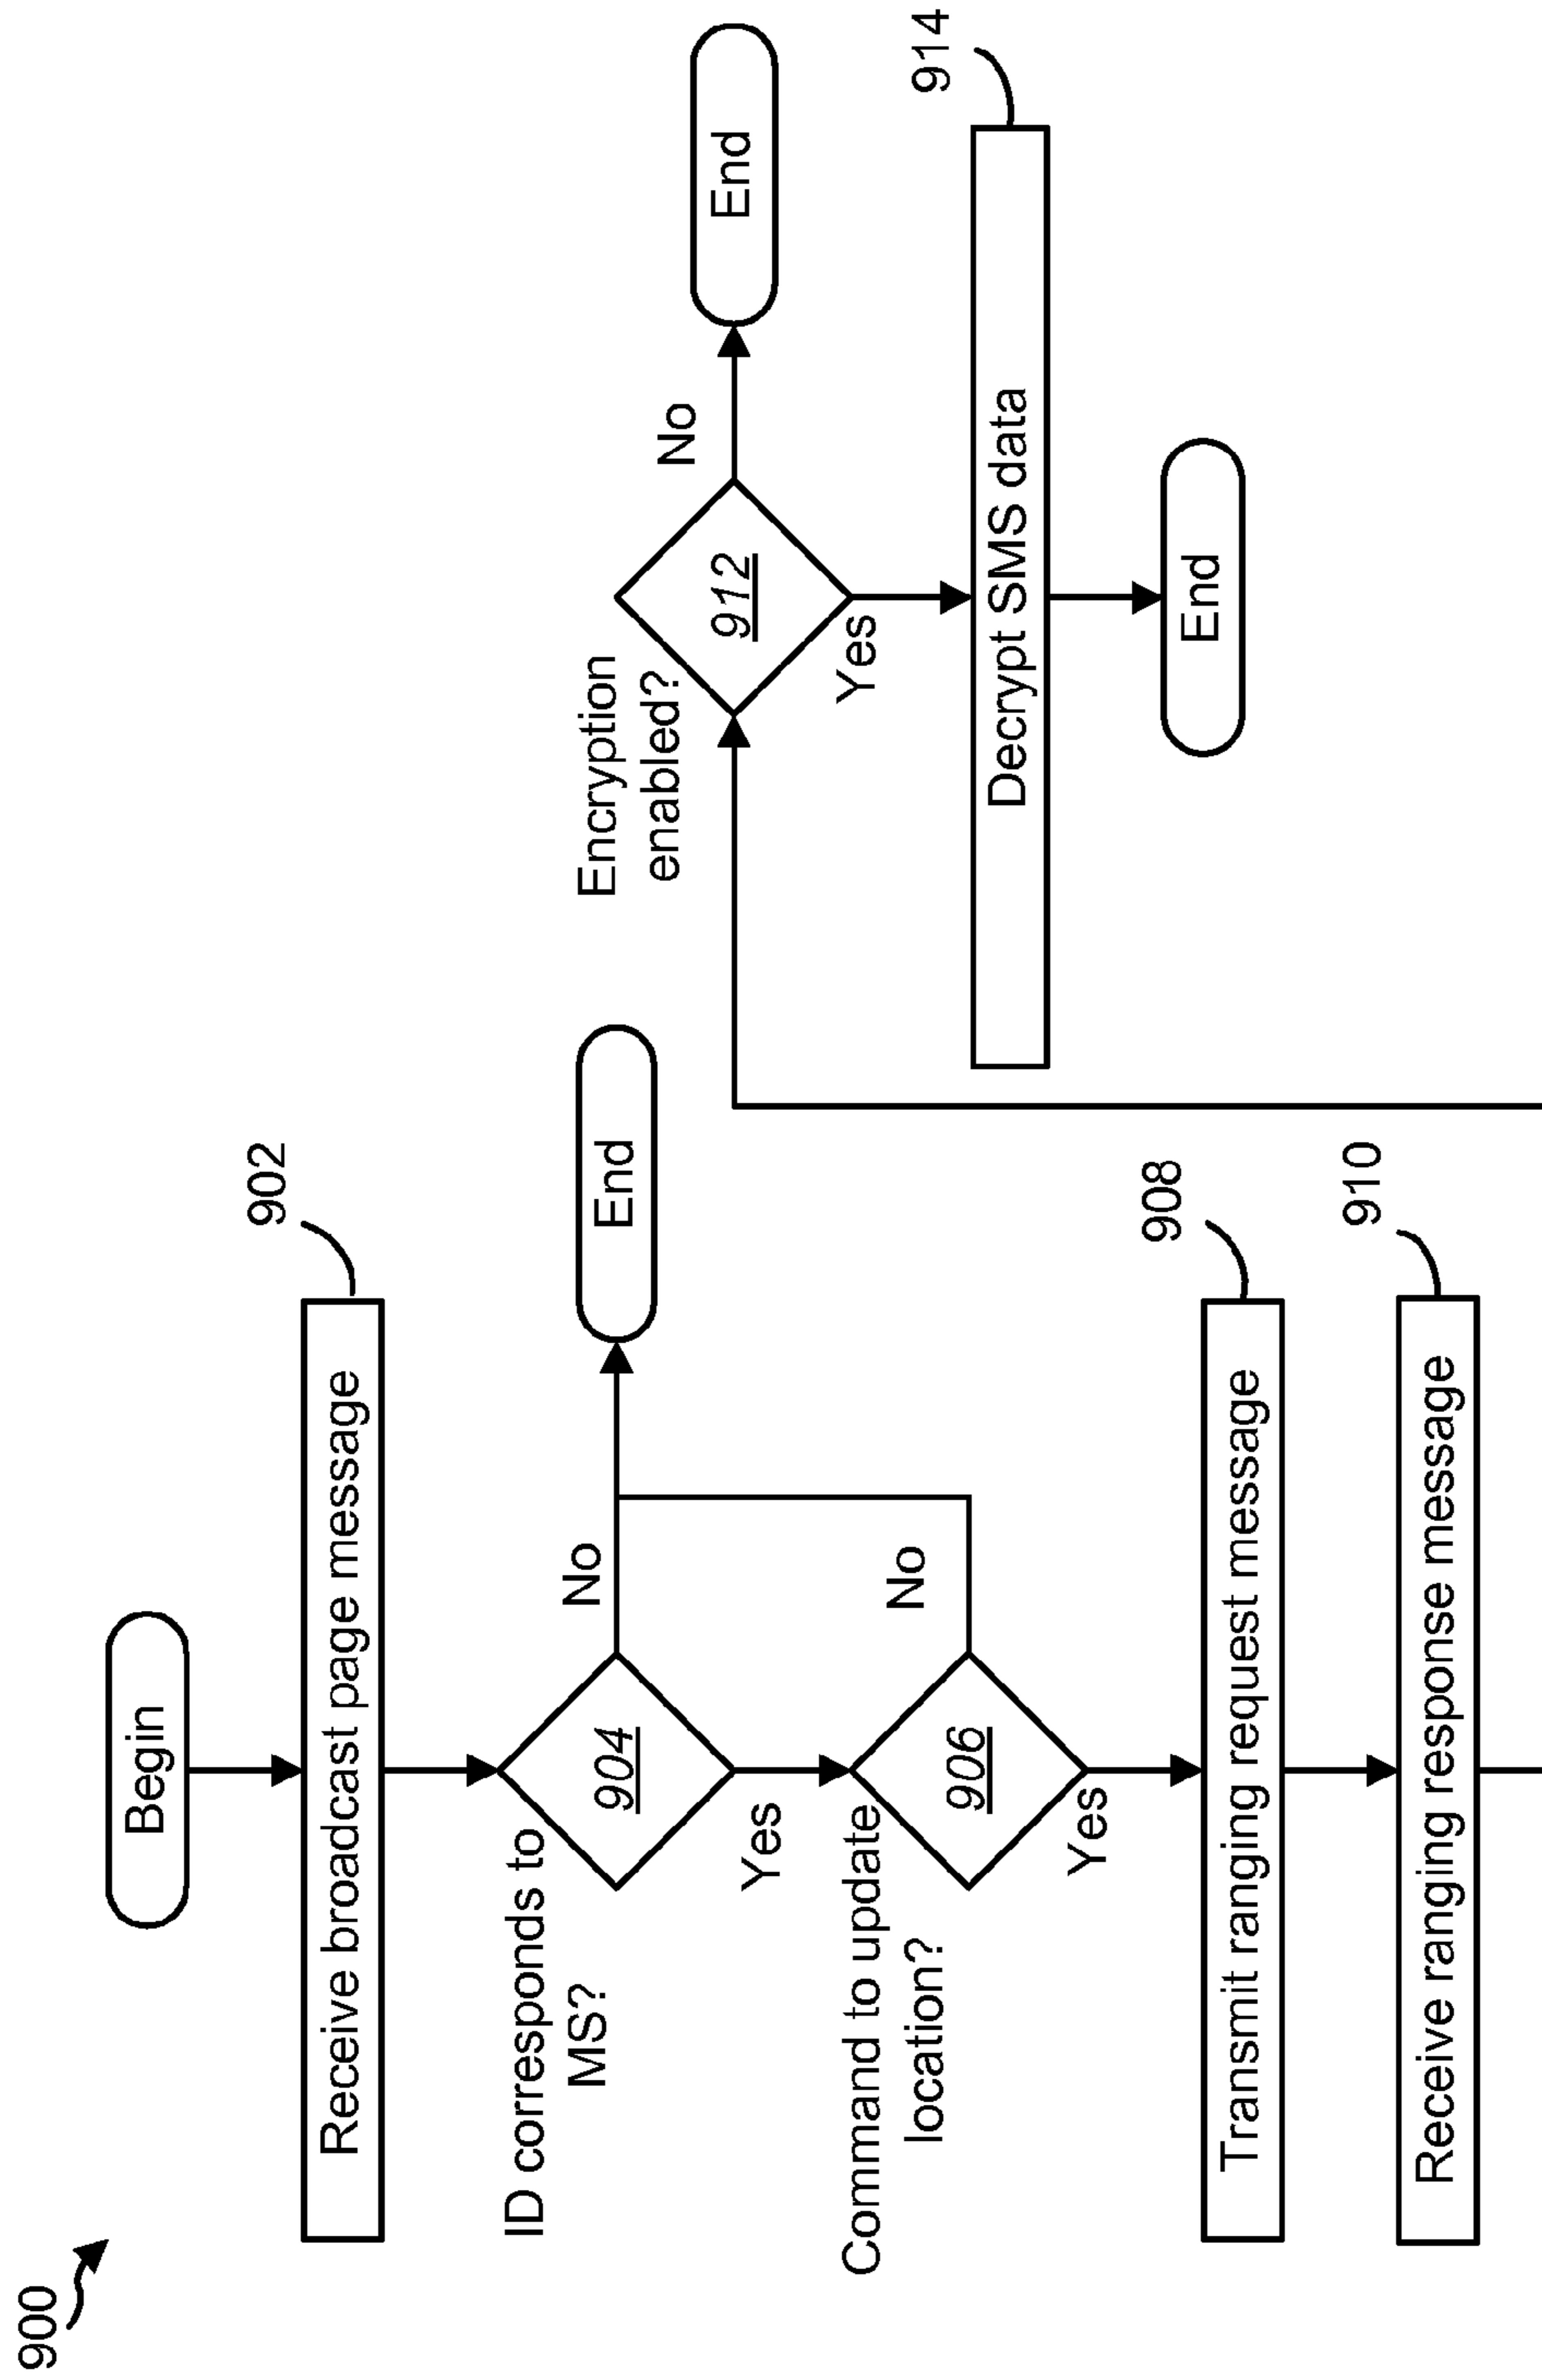 900
Begin
Receive broadcast page message
902
ID corresponds to
MS?
904
No
End
Yes
Command to update
location?
906
No
Yes
Transmit ranging request message
908
Receive ranging response message
910
Encryption
enabled?
912
No
End
Yes
Decrypt SMS data
914
End